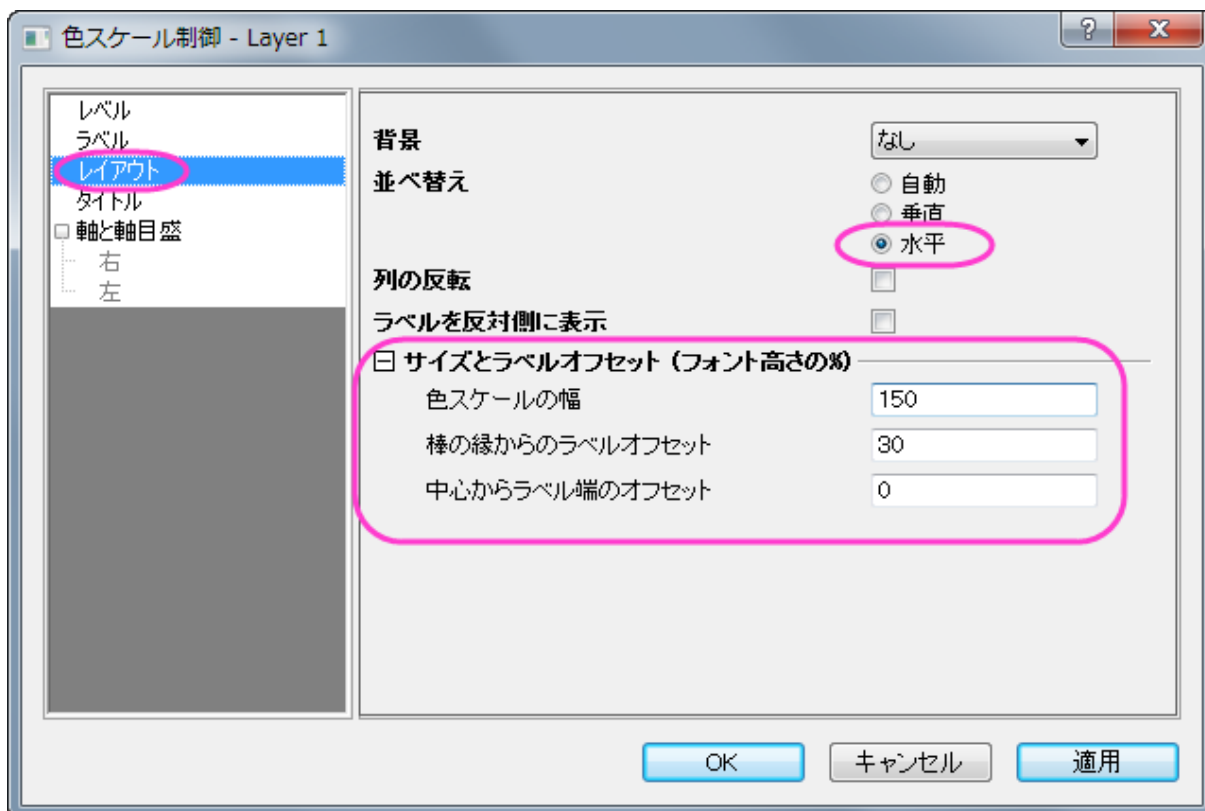 色スケール制御 - Layer 1
?
レベル
ラベル
レイアウト
タイトル
軸と軸目盛
右
左
背景
なし
並べ替え
自動
垂直
水平
列の反転
ラベルを反対側に表示
サイズとラベルオフセット (フォント高さの%)
色スケールの幅
150
棒の縁からのラベルオフセット
30
中心からラベル端のオフセット
0
OK
キャンセル
適用